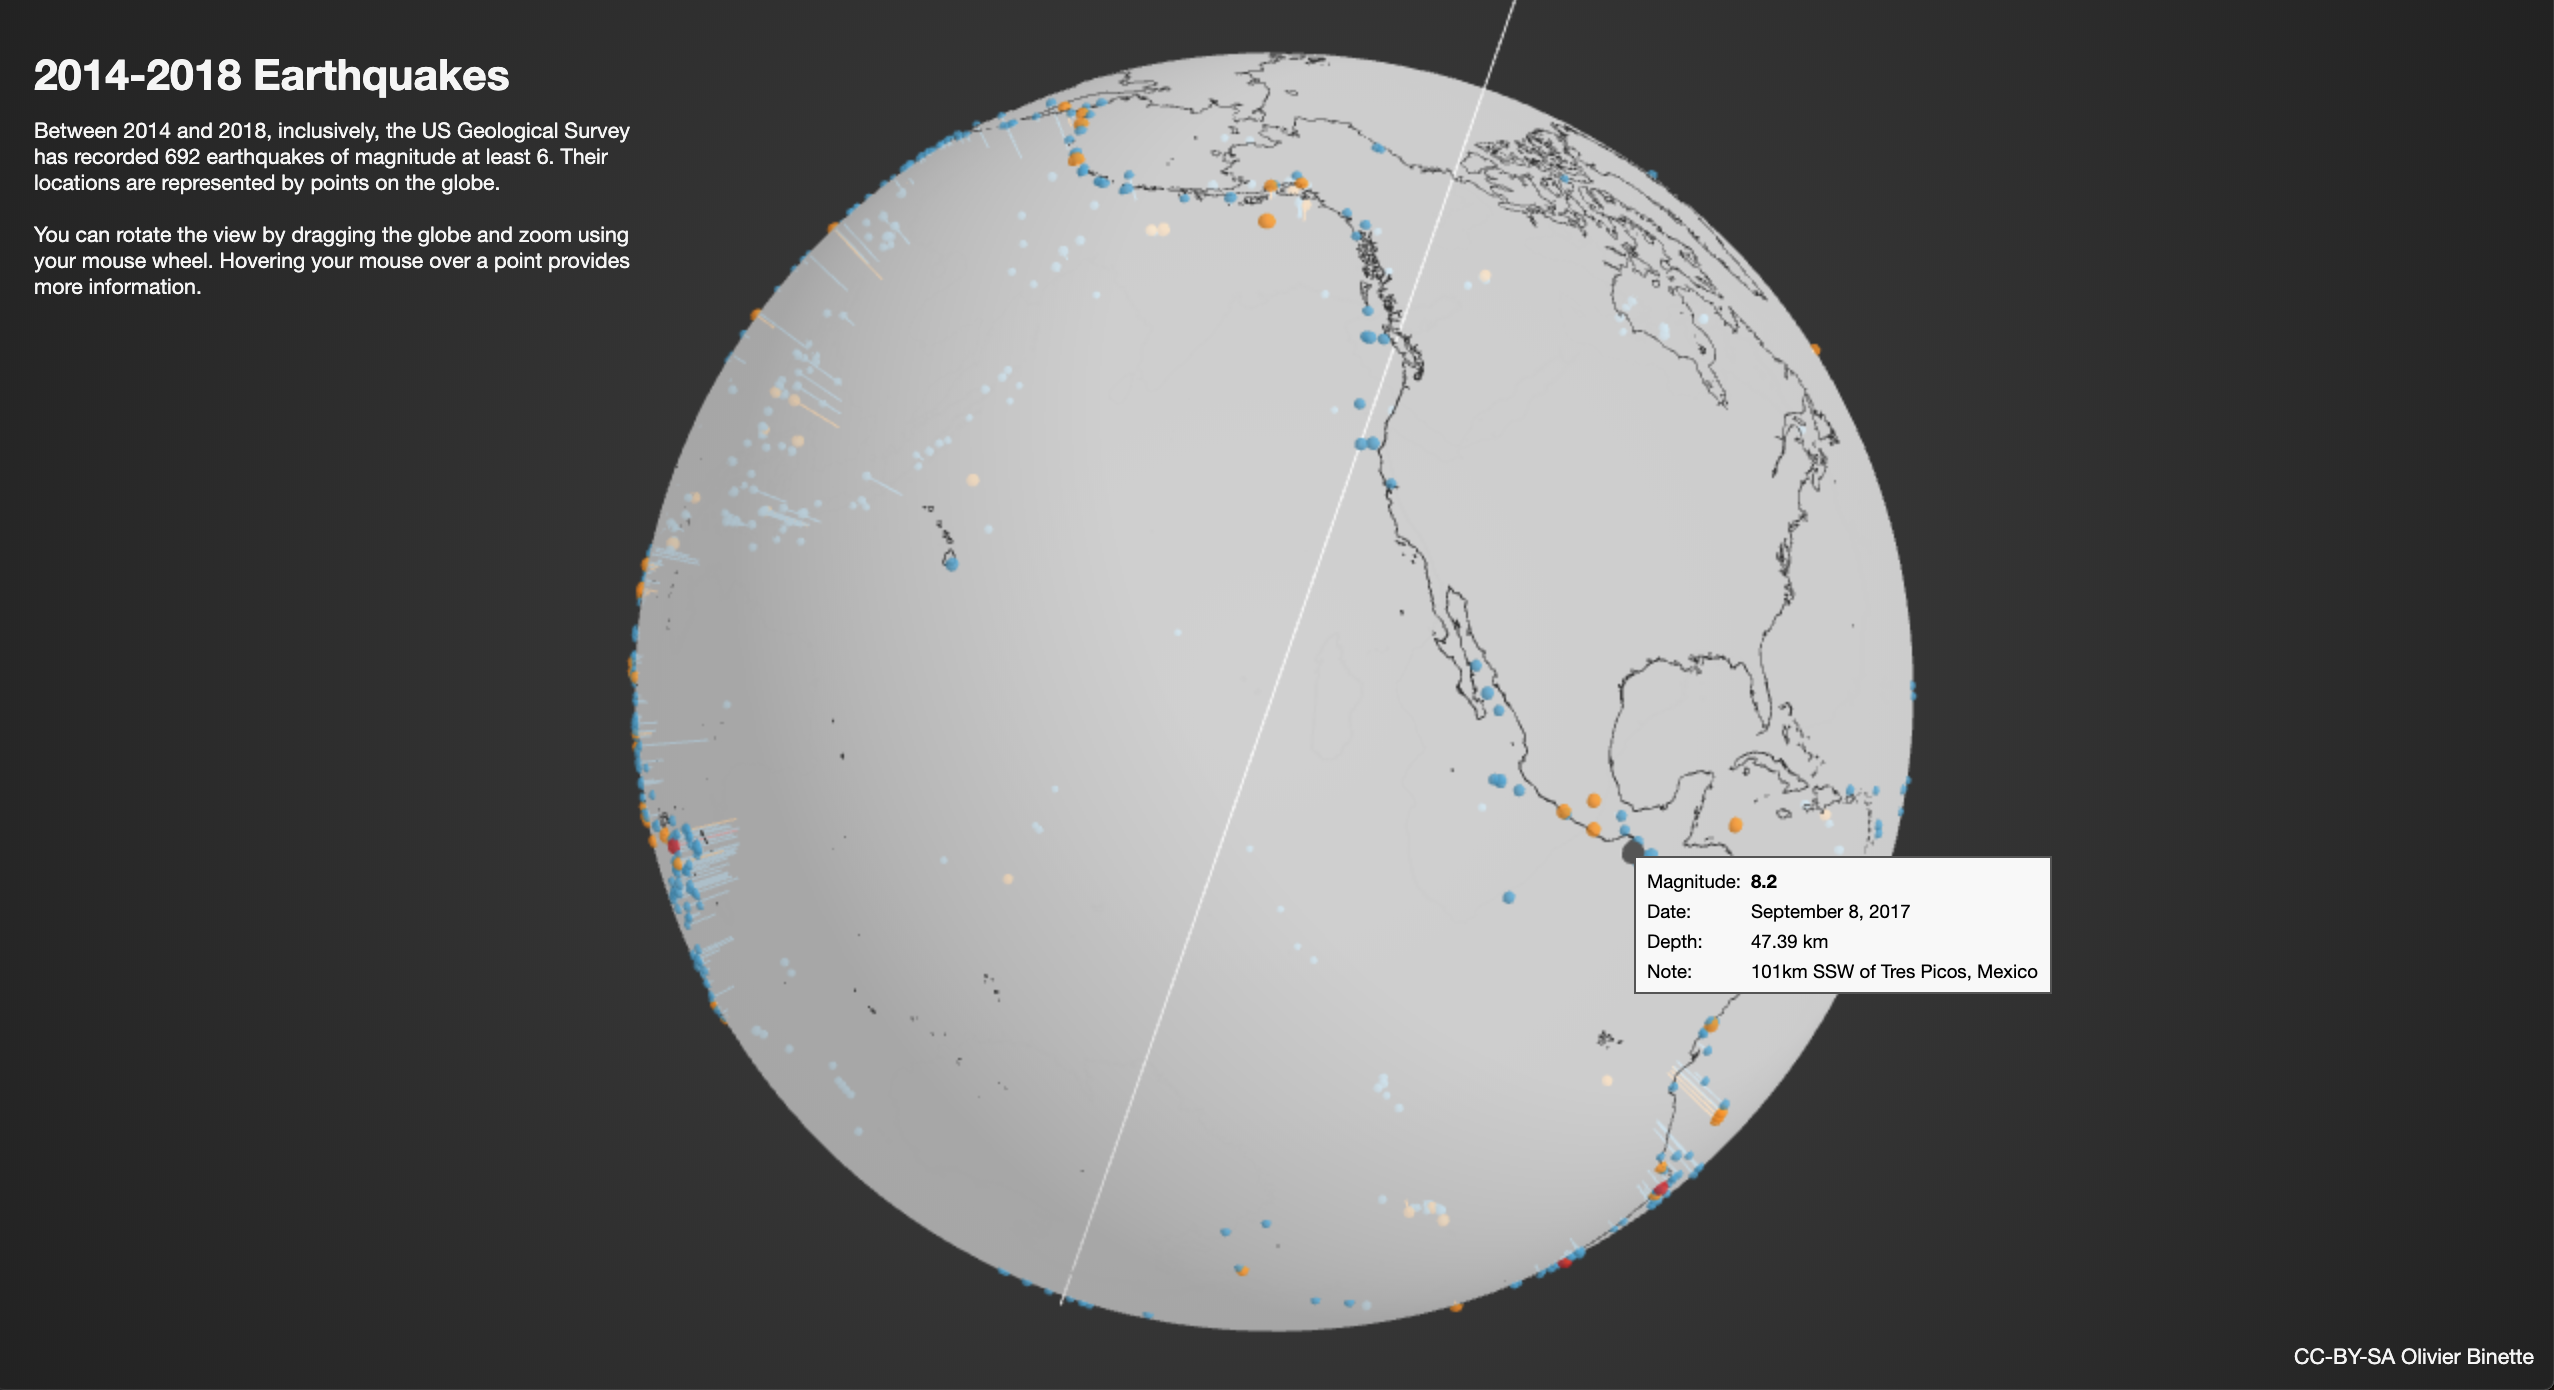 2014-2018 Earthquakes
Between 2014 and 2018, inclusively, the US Geological Survey
has recorded 692 earthquakes of magnitude at least 6. Their
locations are represented by points on the globe.
You can rotate the view by dragging the globe and zoom using
your mouse wheel. Hovering your mouse over a point provides
more information.
Magnitude: 8.2
Date: September 8, 2017
Depth: 47.39 km
Note: 101km SSW of Tres Picos, Mexico
CC-BY-SA Olivier Binette